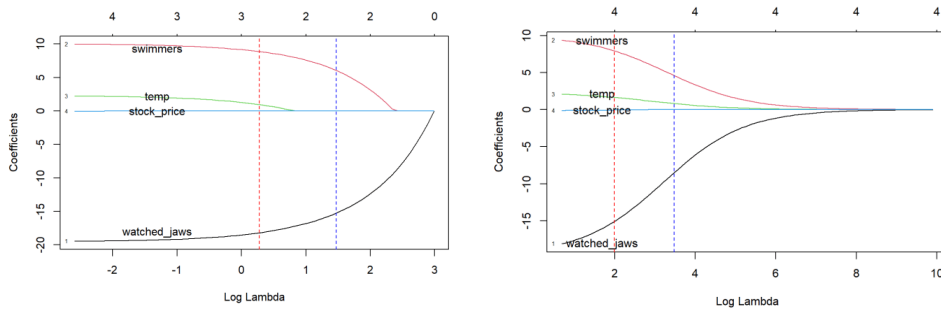 4 3 3 2 2 0
10
5
0
-5
-10
-15
-20
Coefficients
2
swimmers
3
temp
4
stock_price
1
watched_jaws
-2 -1 0 1 2 3
Log Lambda
4 4 4 4 4
10
5
0
-5
-10
-15
Coefficients
2
swimmers
3
temp
4
stock_price
1
watched_jaws
2 4 6 8 10
Log Lambda